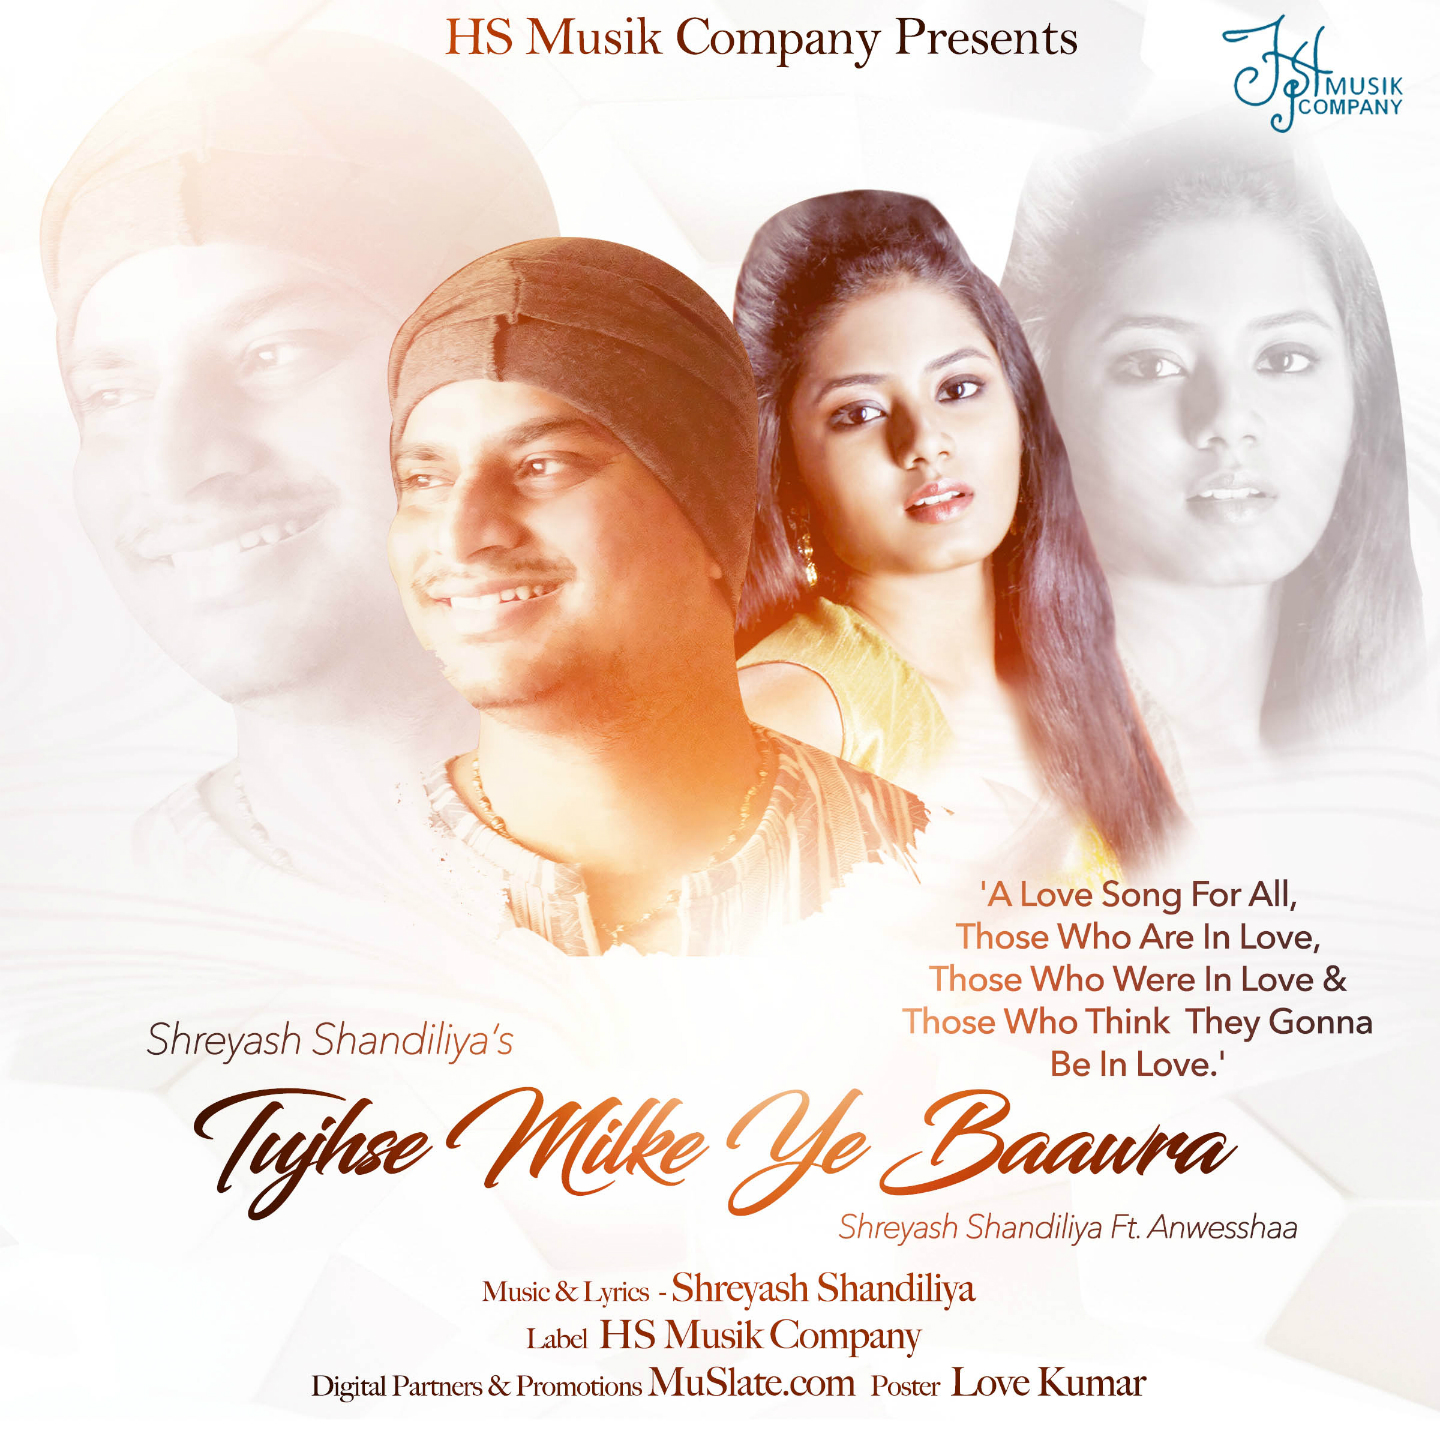 HS Musik Company Presents
HS MUSIK
COMPANY
'A Love Song For All,
Those Who Are In Love,
Those Who Were In Love &
Those Who Think They Gonna
Be In Love.'
Shreyash Shandiliya's
Tujhse Milke Ye Baawra
Shreyash Shandiliya Ft. Anwesshaa
Music & Lyrics - Shreyash Shandiliya
Label HS Musik Company
Digital Partners & Promotions MuSlate.com Poster Love Kumar